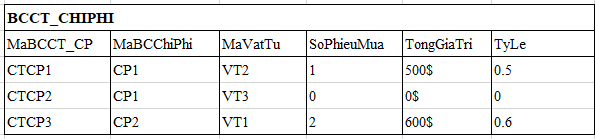 BCCT_CHIPHI
MaBCCT_CP MaBCChiPhi MaVatTu SoPhieuMua TongGiaTri TyLe
CTCP1 CP1 VT2 1 500$ 0.5
CTCP2 CP1 VT3 0 0$ 0
CTCP3 CP2 VT1 2 600$ 0.6